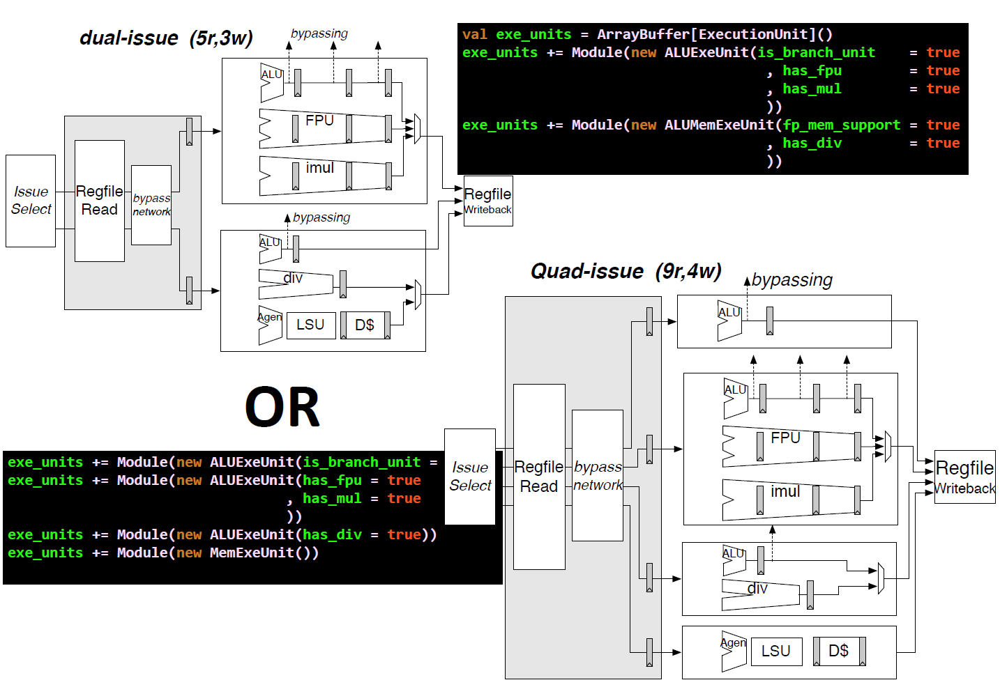 dual-issue (5r,3w)
bypassing
ALU
FPU
imul
Issue
Select
Regfile
Read
bypass
network
bypassing
ALU
div
Agen
LSU
D$
Regfile
Writeback
val exe_units = ArrayBuffer[ExecutionUnit]()
exe_units += Module(new ALUExeUnit(is_branch_unit = true
, has_fpu = true
, has_mul = true
))
exe_units += Module(new ALUMemExeUnit(fp_mem_support = true
, has_div = true
))
OR
exe_units += Module(new ALUExeUnit(is_branch_unit =
exe_units += Module(new ALUExeUnit(has_fpu = true
, has_mul = true
))
exe_units += Module(new ALUExeUnit(has_div = true))
exe_units += Module(new MemExeUnit())
Quad-issue (9r,4w)
bypassing
ALU
ALU
FPU
imul
Issue
Select
Regfile
Read
bypass
network
ALU
div
Agen
LSU
D$
Regfile
Writeback